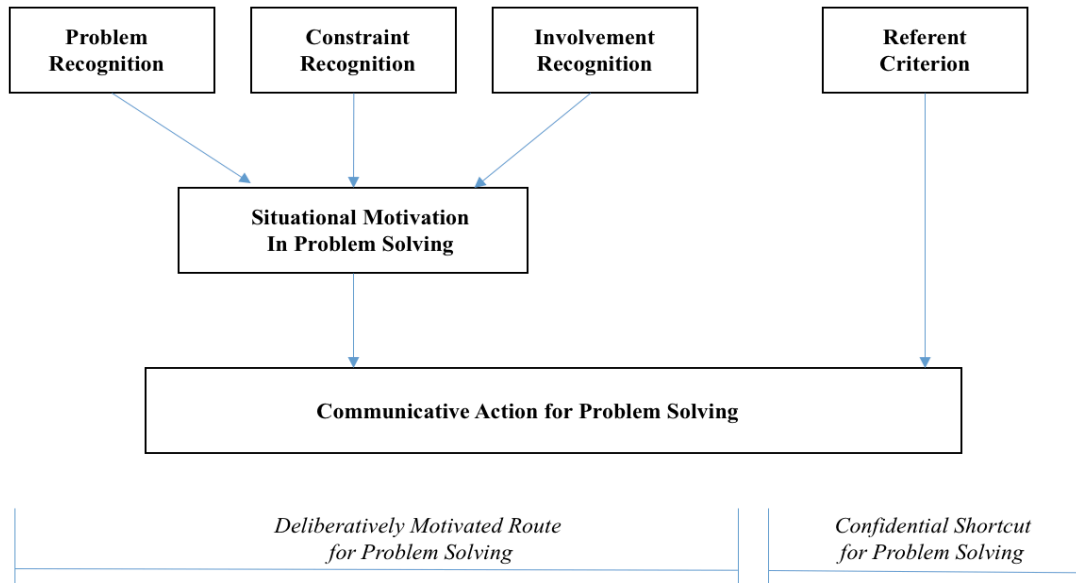 Problem
Recognition
Constraint
Recognition
Involvement
Recognition
Referent
Criterion
Situational Motivation
In Problem Solving
Communicative Action for Problem Solving
Deliberatively Motivated Route
for Problem Solving
Confidential Shortcut
for Problem Solving